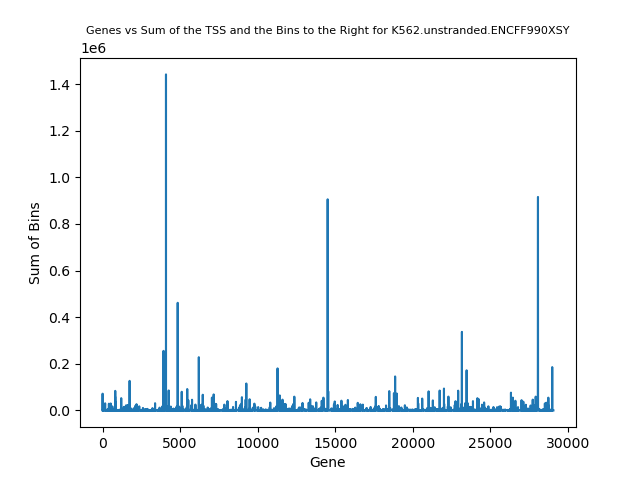 Genes vs Sum of the TSS and the Bins to the Right for K562.unstranded.ENCFF990XSY
1e6
1.4
1.2
1.0
0.8
0.6
0.4
0.2
0.0
Sum of Bins
0 5000 10000 15000 20000 25000 30000
Gene